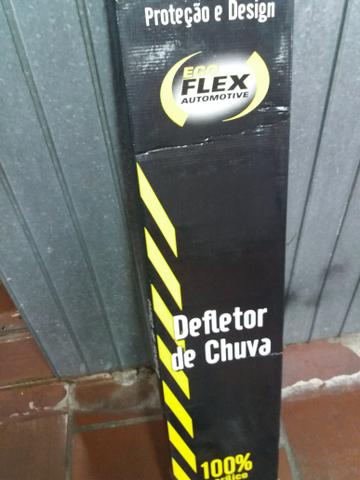 Proteção e Design
ECO
FLEX
AUTOMOTIVE
Defletor
de Chuva
100%